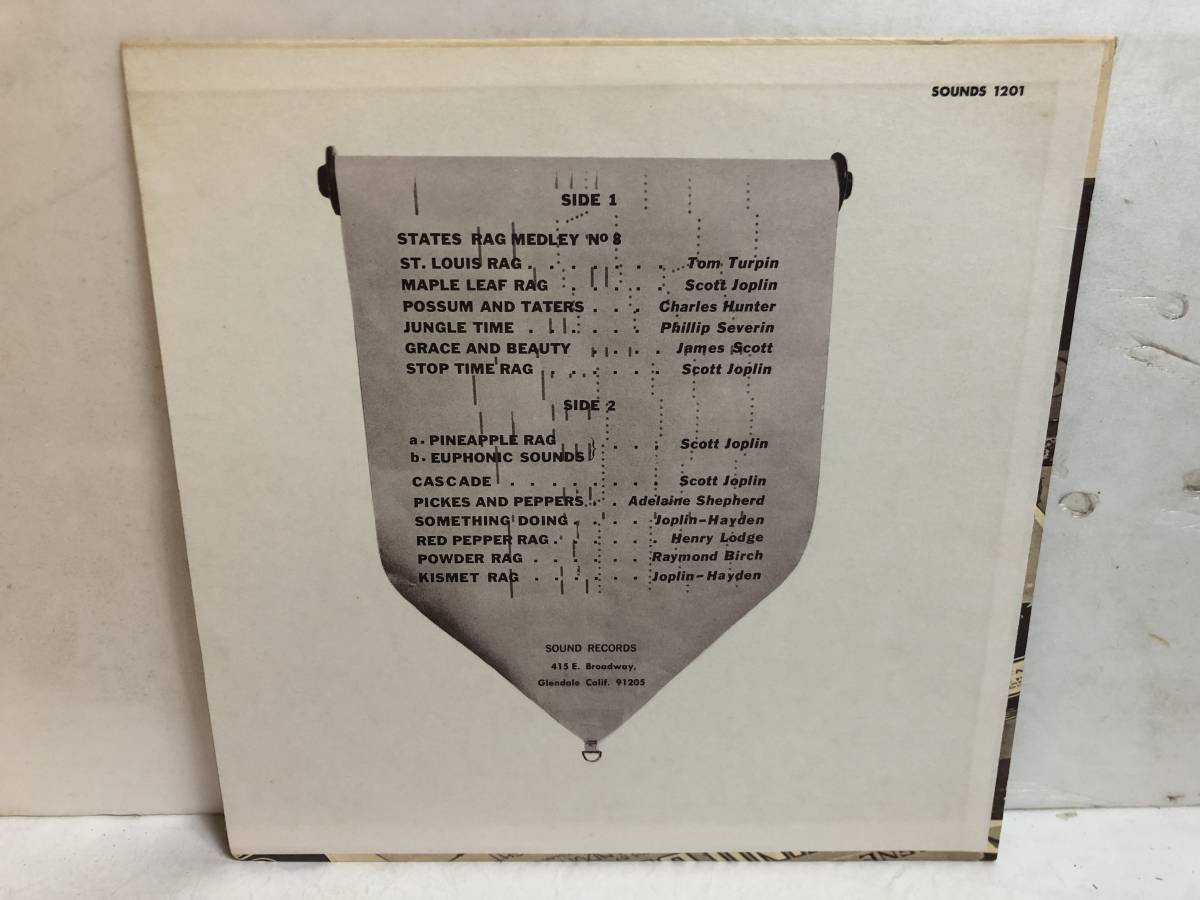 SOUNDS 1201
SIDE 1
STATES RAG MEDLEY Nº 8
ST. LOUIS RAG . . . . . . . Tom Turpin
MAPLE LEAF RAG . . . . . Scott Joplin
POSSUM AND TATERS . . . Charles Hunter
JUNGLE TIME . . . . . . Phillip Severin
GRACE AND BEAUTY . . . . James Scott
STOP TIME RAG . . . . . . Scott Joplin
SIDE 2
a. PINEAPPLE RAG
b. EUPHONIC SOUNDS } . . . . Scott Joplin
CASCADE . . . . . . . . Scott Joplin
PICKES AND PEPPERS . . Adelaine Shepherd
SOMETHING DOING . . . . Joplin-Hayden
RED PEPPER RAG . . . . . . Henry Lodge
POWDER RAG . . . . . . Raymond Birch
KISMET RAG . . . . . . Joplin-Hayden
SOUND RECORDS
415 E. Broadway,
Glendale Calif. 91205